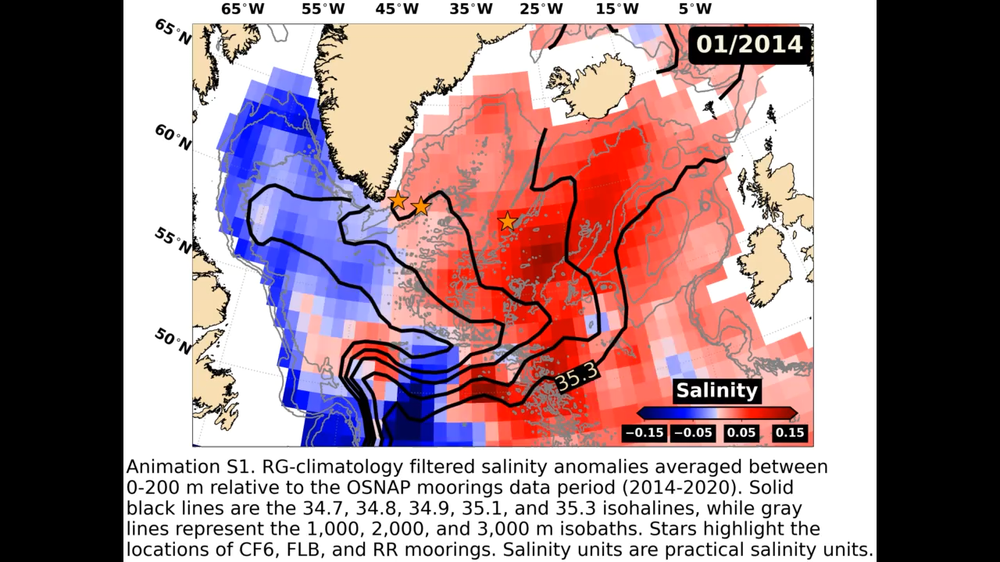 65°W 55°W 45°W 35°W 25°W 15°W 5°W
65°N
01/2014
60°N
55°N
50°N
35.3
Salinity
−0.15 −0.05 0.05 0.15
Animation S1. RG-climatology filtered salinity anomalies averaged between
0-200 m relative to the OSNAP moorings data period (2014-2020). Solid
black lines are the 34.7, 34.8, 34.9, 35.1, and 35.3 isohalines, while gray
lines represent the 1,000, 2,000, and 3,000 m isobaths. Stars highlight the
locations of CF6, FLB, and RR moorings. Salinity units are practical salinity units.